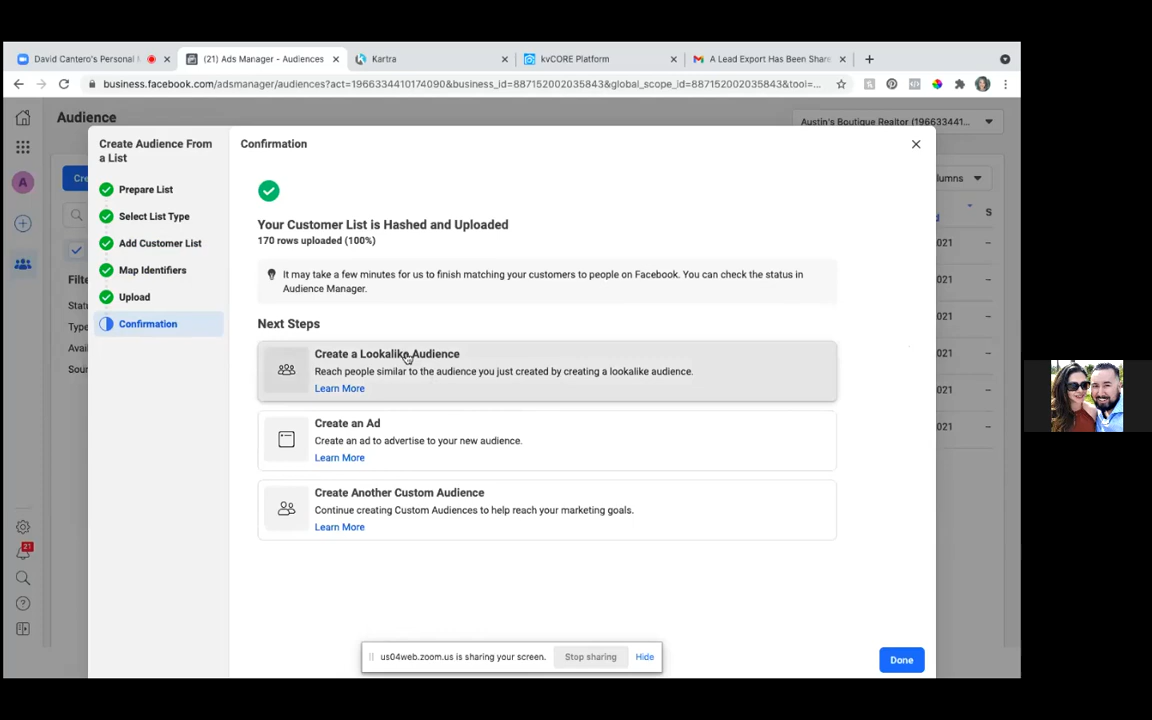 David Cantero's Personal
(21) Ads Manager - Audiences
Kartra
kvCORE Platform
A Lead Export Has Been Share
business.facebook.com/adsmanager/audiences?act=1966334410174090&business_id=887152002035843&global_scope_id=887152002035843&tool=...
Audience
Austin's Boutique Realtor (196633441...
Create Audience From
a List
Confirmation
Cre
lumns
A
Prepare List
Select List Type
Add Customer List
Map Identifiers
Upload
Confirmation
Your Customer List is Hashed and Uploaded
170 rows uploaded (100%)
d
S
021
021
021
021
021
021
Filte
Statu
Type
Avai
Sour
It may take a few minutes for us to finish matching your customers to people on Facebook. You can check the status in
Audience Manager.
Next Steps
Create a Lookalike Audience
Reach people similar to the audience you just created by creating a lookalike audience.
Learn More
Create an Ad
Create an ad to advertise to your new audience.
Learn More
Create Another Custom Audience
Continue creating Custom Audiences to help reach your marketing goals.
Learn More
21
us04web.zoom.us is sharing your screen.
Stop sharing
Hide
Done